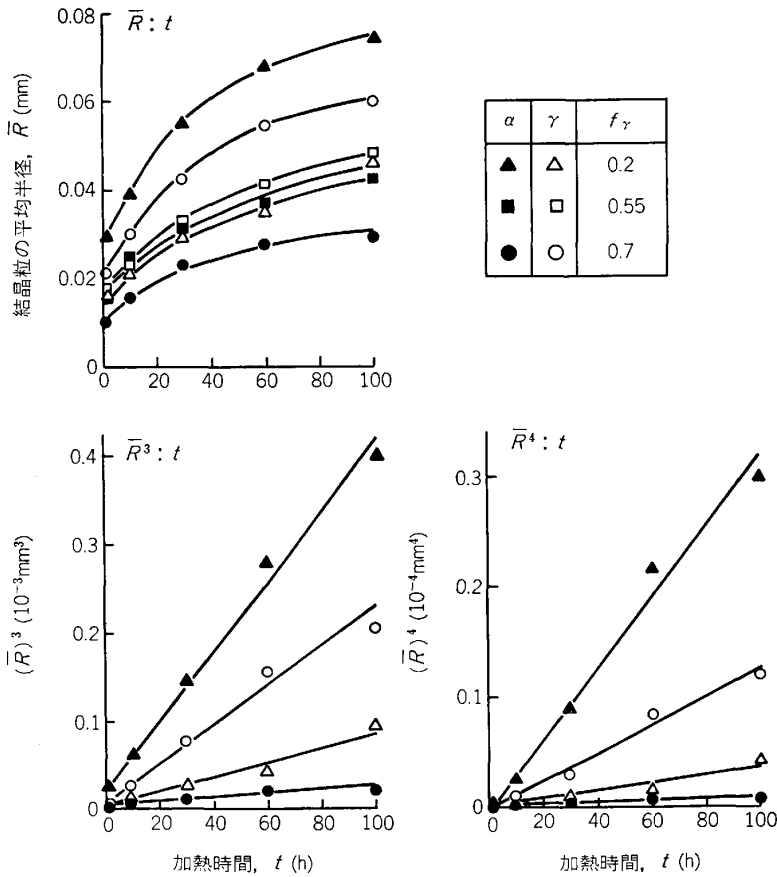 R̄ : t
0.08
0.06
0.04
0.02
0
結晶粒の平均半径, R̄ (mm)
0 20 40 60 80 100
α γ fγ
▲ △ 0.2
■ □ 0.55
● ○ 0.7
R̄³ : t
0.4
0.3
0.2
0.1
0
(R̄)³ (10⁻³mm³)
0 20 40 60 80 100
加熱時間, t (h)
R̄⁴ : t
0.3
0.2
0.1
0
(R̄)⁴ (10⁻⁴mm⁴)
0 20 40 60 80 100
加熱時間, t (h)